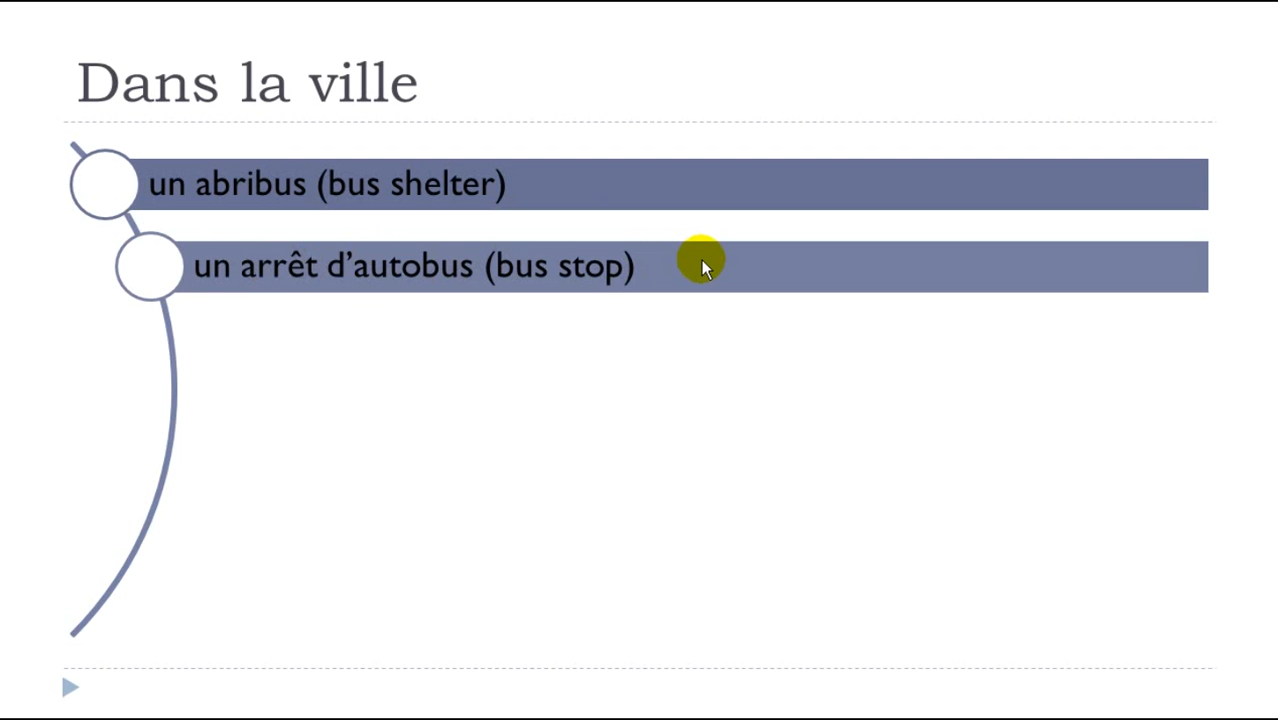 Dans la ville
un abribus (bus shelter)
un arrêt d’autobus (bus stop)